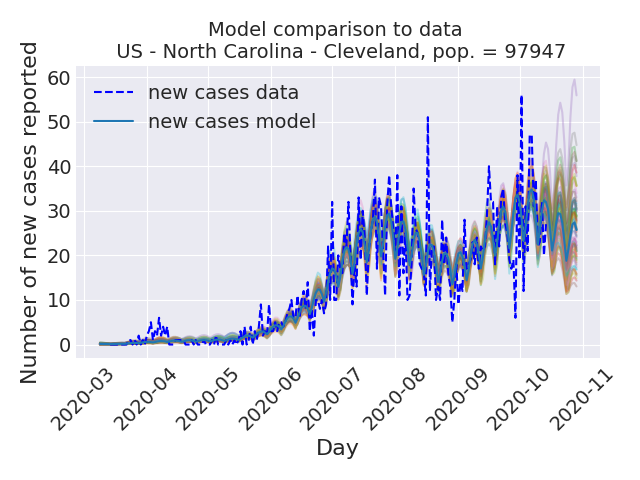 Model comparison to data
US - North Carolina - Cleveland, pop. = 97947
new cases data
new cases model
Number of new cases reported
60
50
40
30
20
10
0
2020-03
2020-04
2020-05
2020-06
2020-07
2020-08
2020-09
2020-10
2020-11
Day